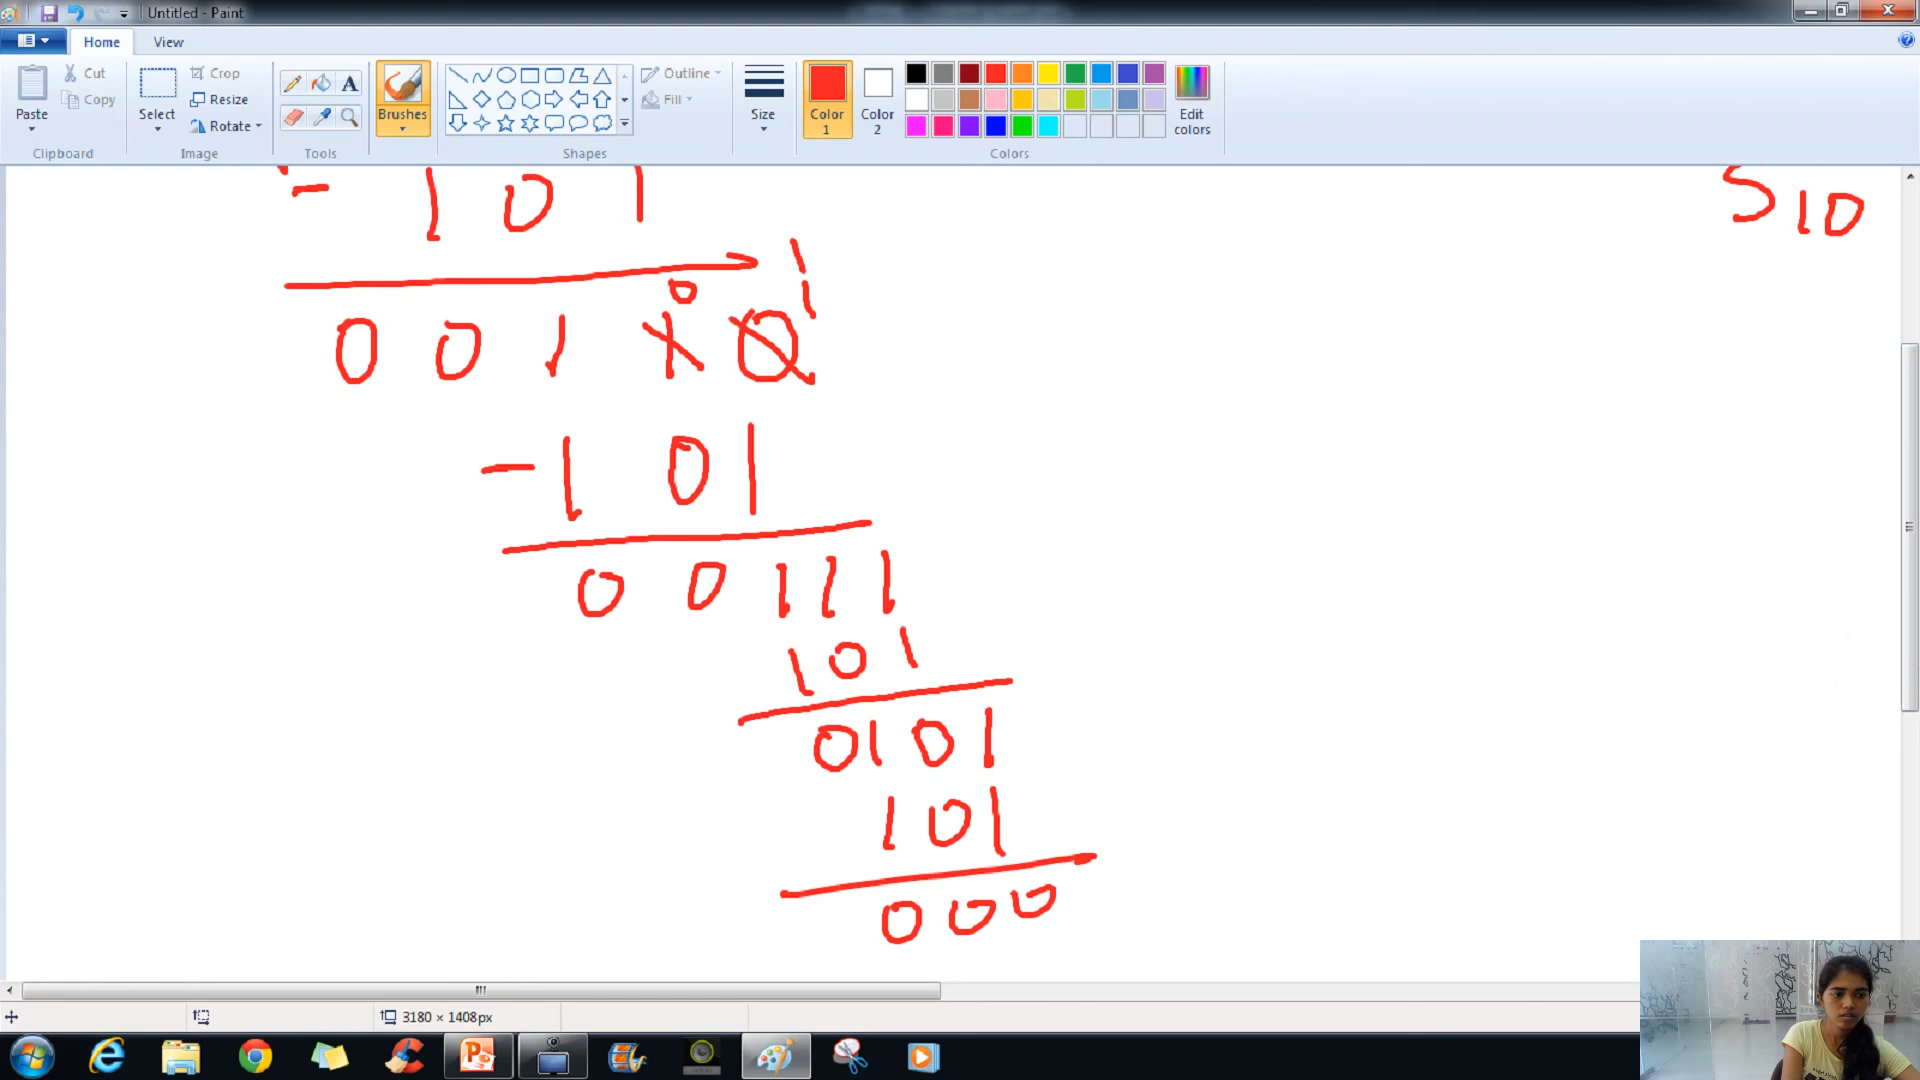 Untitled - Paint
Home View
Paste Cut Copy Clipboard
Select Crop Resize Rotate Image
Tools
Brushes
Shapes Outline Fill
Size
Color 1 Color 2 Edit colors Colors
- 1 0 1
5 10
1
0 1
0 0 1 1 0
- 1 0 1
0 0 1 1 1
1 0 1
0 1 0 1
1 0 1
0 0 0
3180 × 1408px